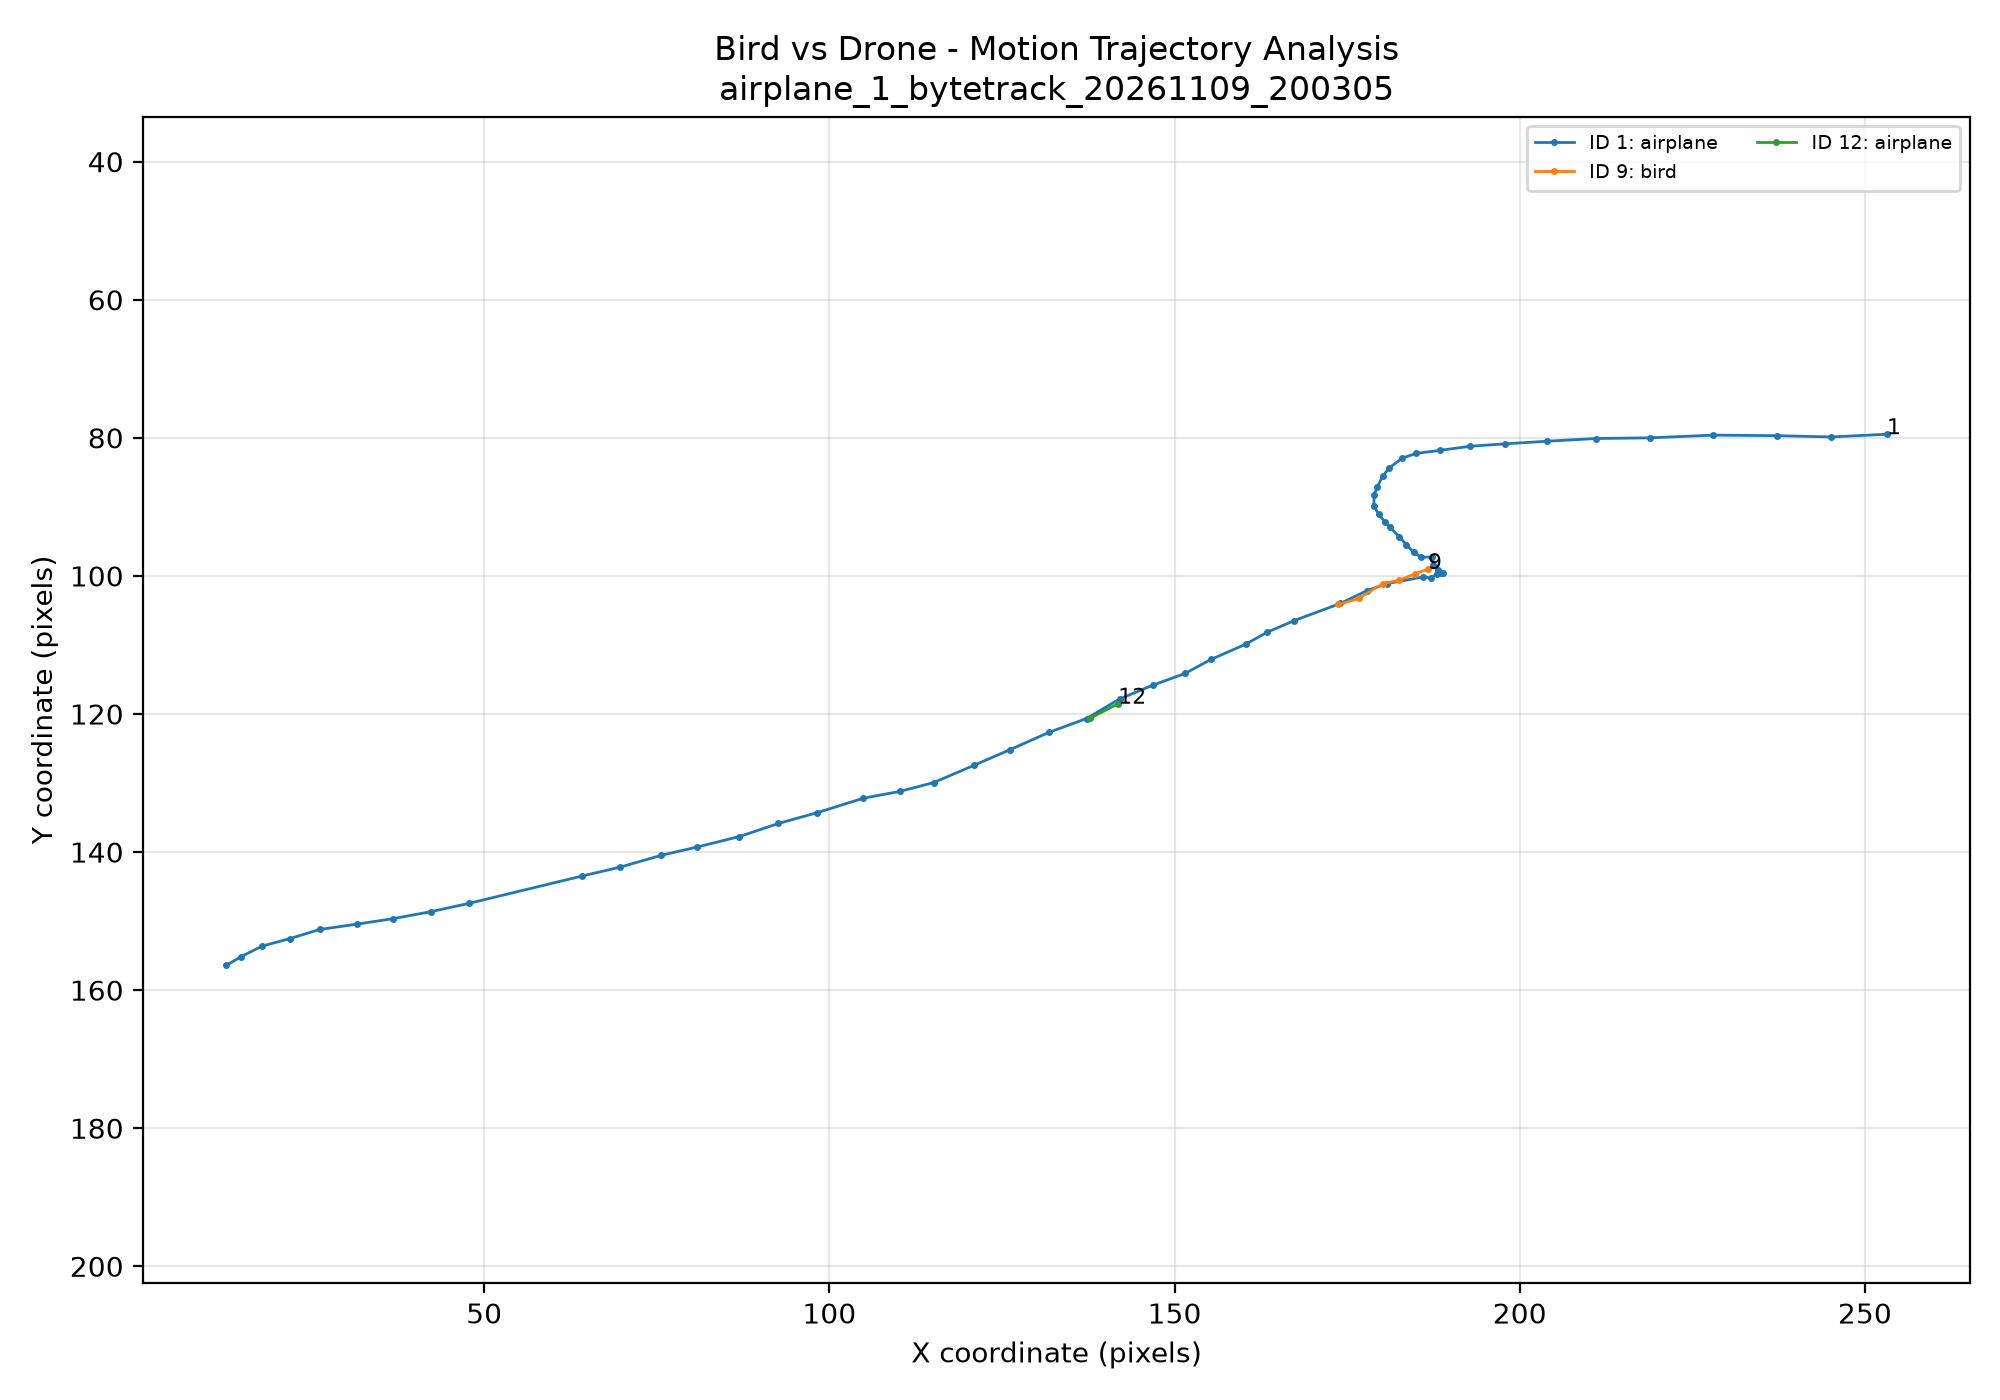 Bird vs Drone - Motion Trajectory Analysis
airplane_1_bytetrack_20261109_200305
ID 1: airplane
ID 9: bird
ID 12: airplane
40
60
80
100
120
140
160
180
200
Y coordinate (pixels)
1
9
12
50
100
150
200
250
X coordinate (pixels)